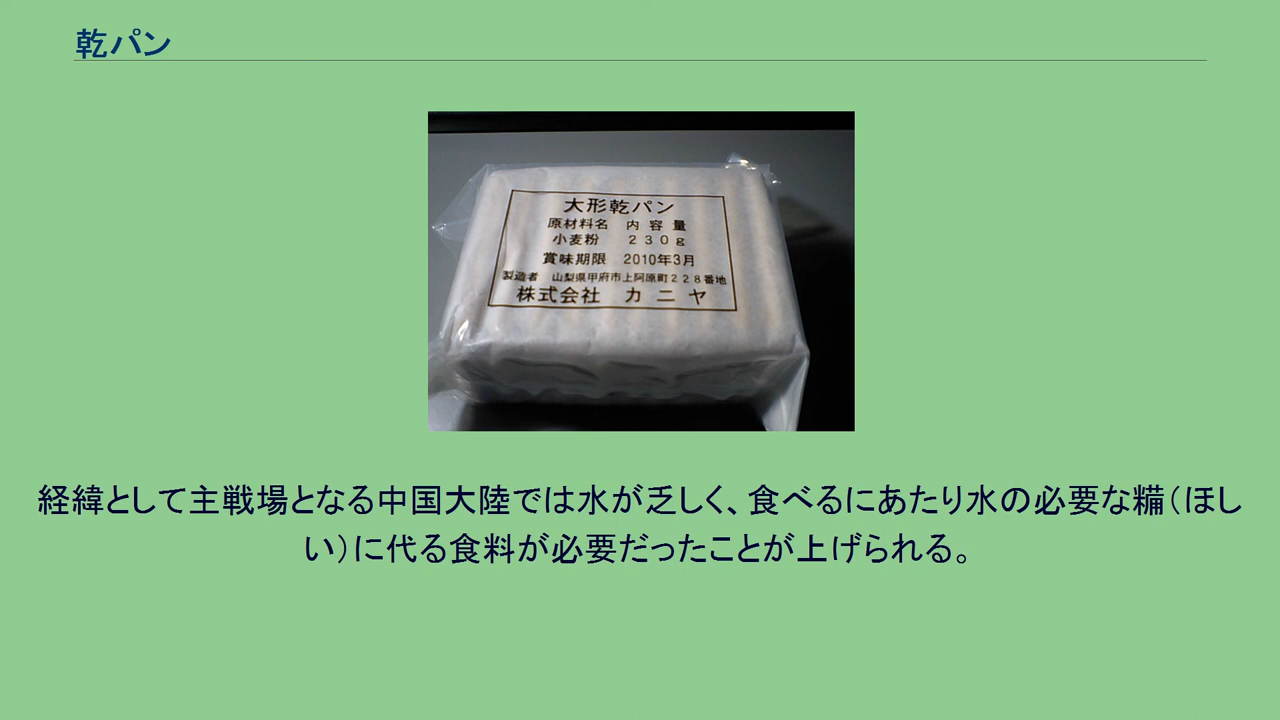 乾パン
大形乾パン
原材料名 内容量
小麦粉 230g
賞味期限 2010年3月
製造者 山梨県甲府市上阿原町228番地
株式会社 カニヤ
経緯として主戦場となる中国大陸では水が乏しく、食べるにあたり水の必要な糒（ほし
い）に代る食料が必要だったことが上げられる。